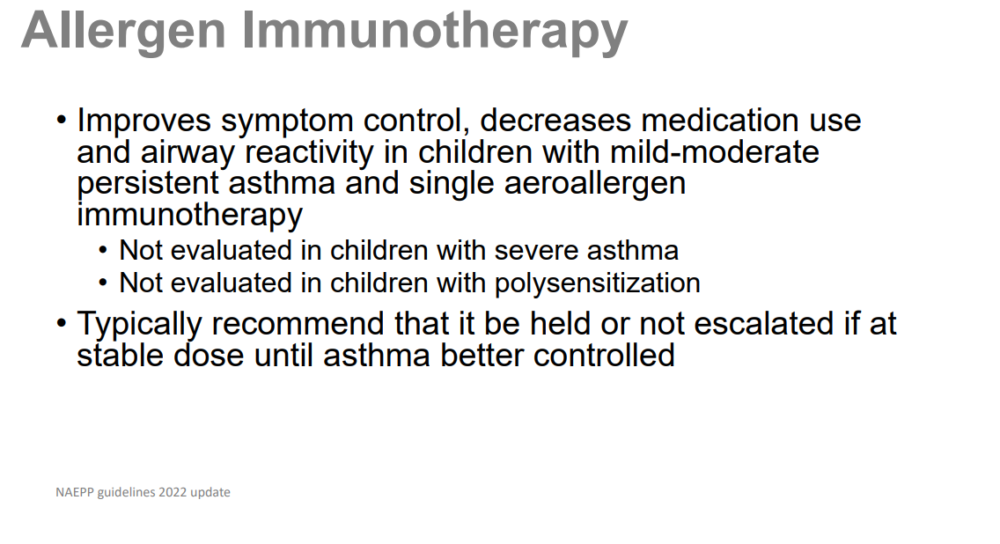 Allergen Immunotherapy
• Improves symptom control, decreases medication use
and airway reactivity in children with mild-moderate
persistent asthma and single aeroallergen
immunotherapy
• Not evaluated in children with severe asthma
• Not evaluated in children with polysensitization
• Typically recommend that it be held or not escalated if at
stable dose until asthma better controlled
NAEPP guidelines 2022 update